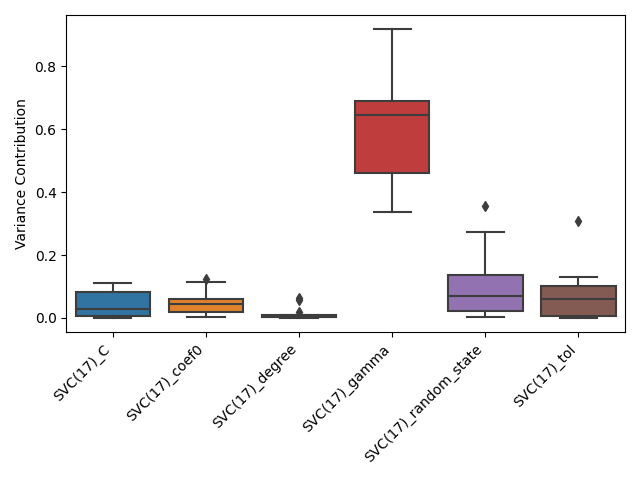 Variance Contribution
0.8
0.6
0.4
0.2
0.0
SVC(17)_C
SVC(17)_coef0
SVC(17)_degree
SVC(17)_gamma
SVC(17)_random_state
SVC(17)_tol